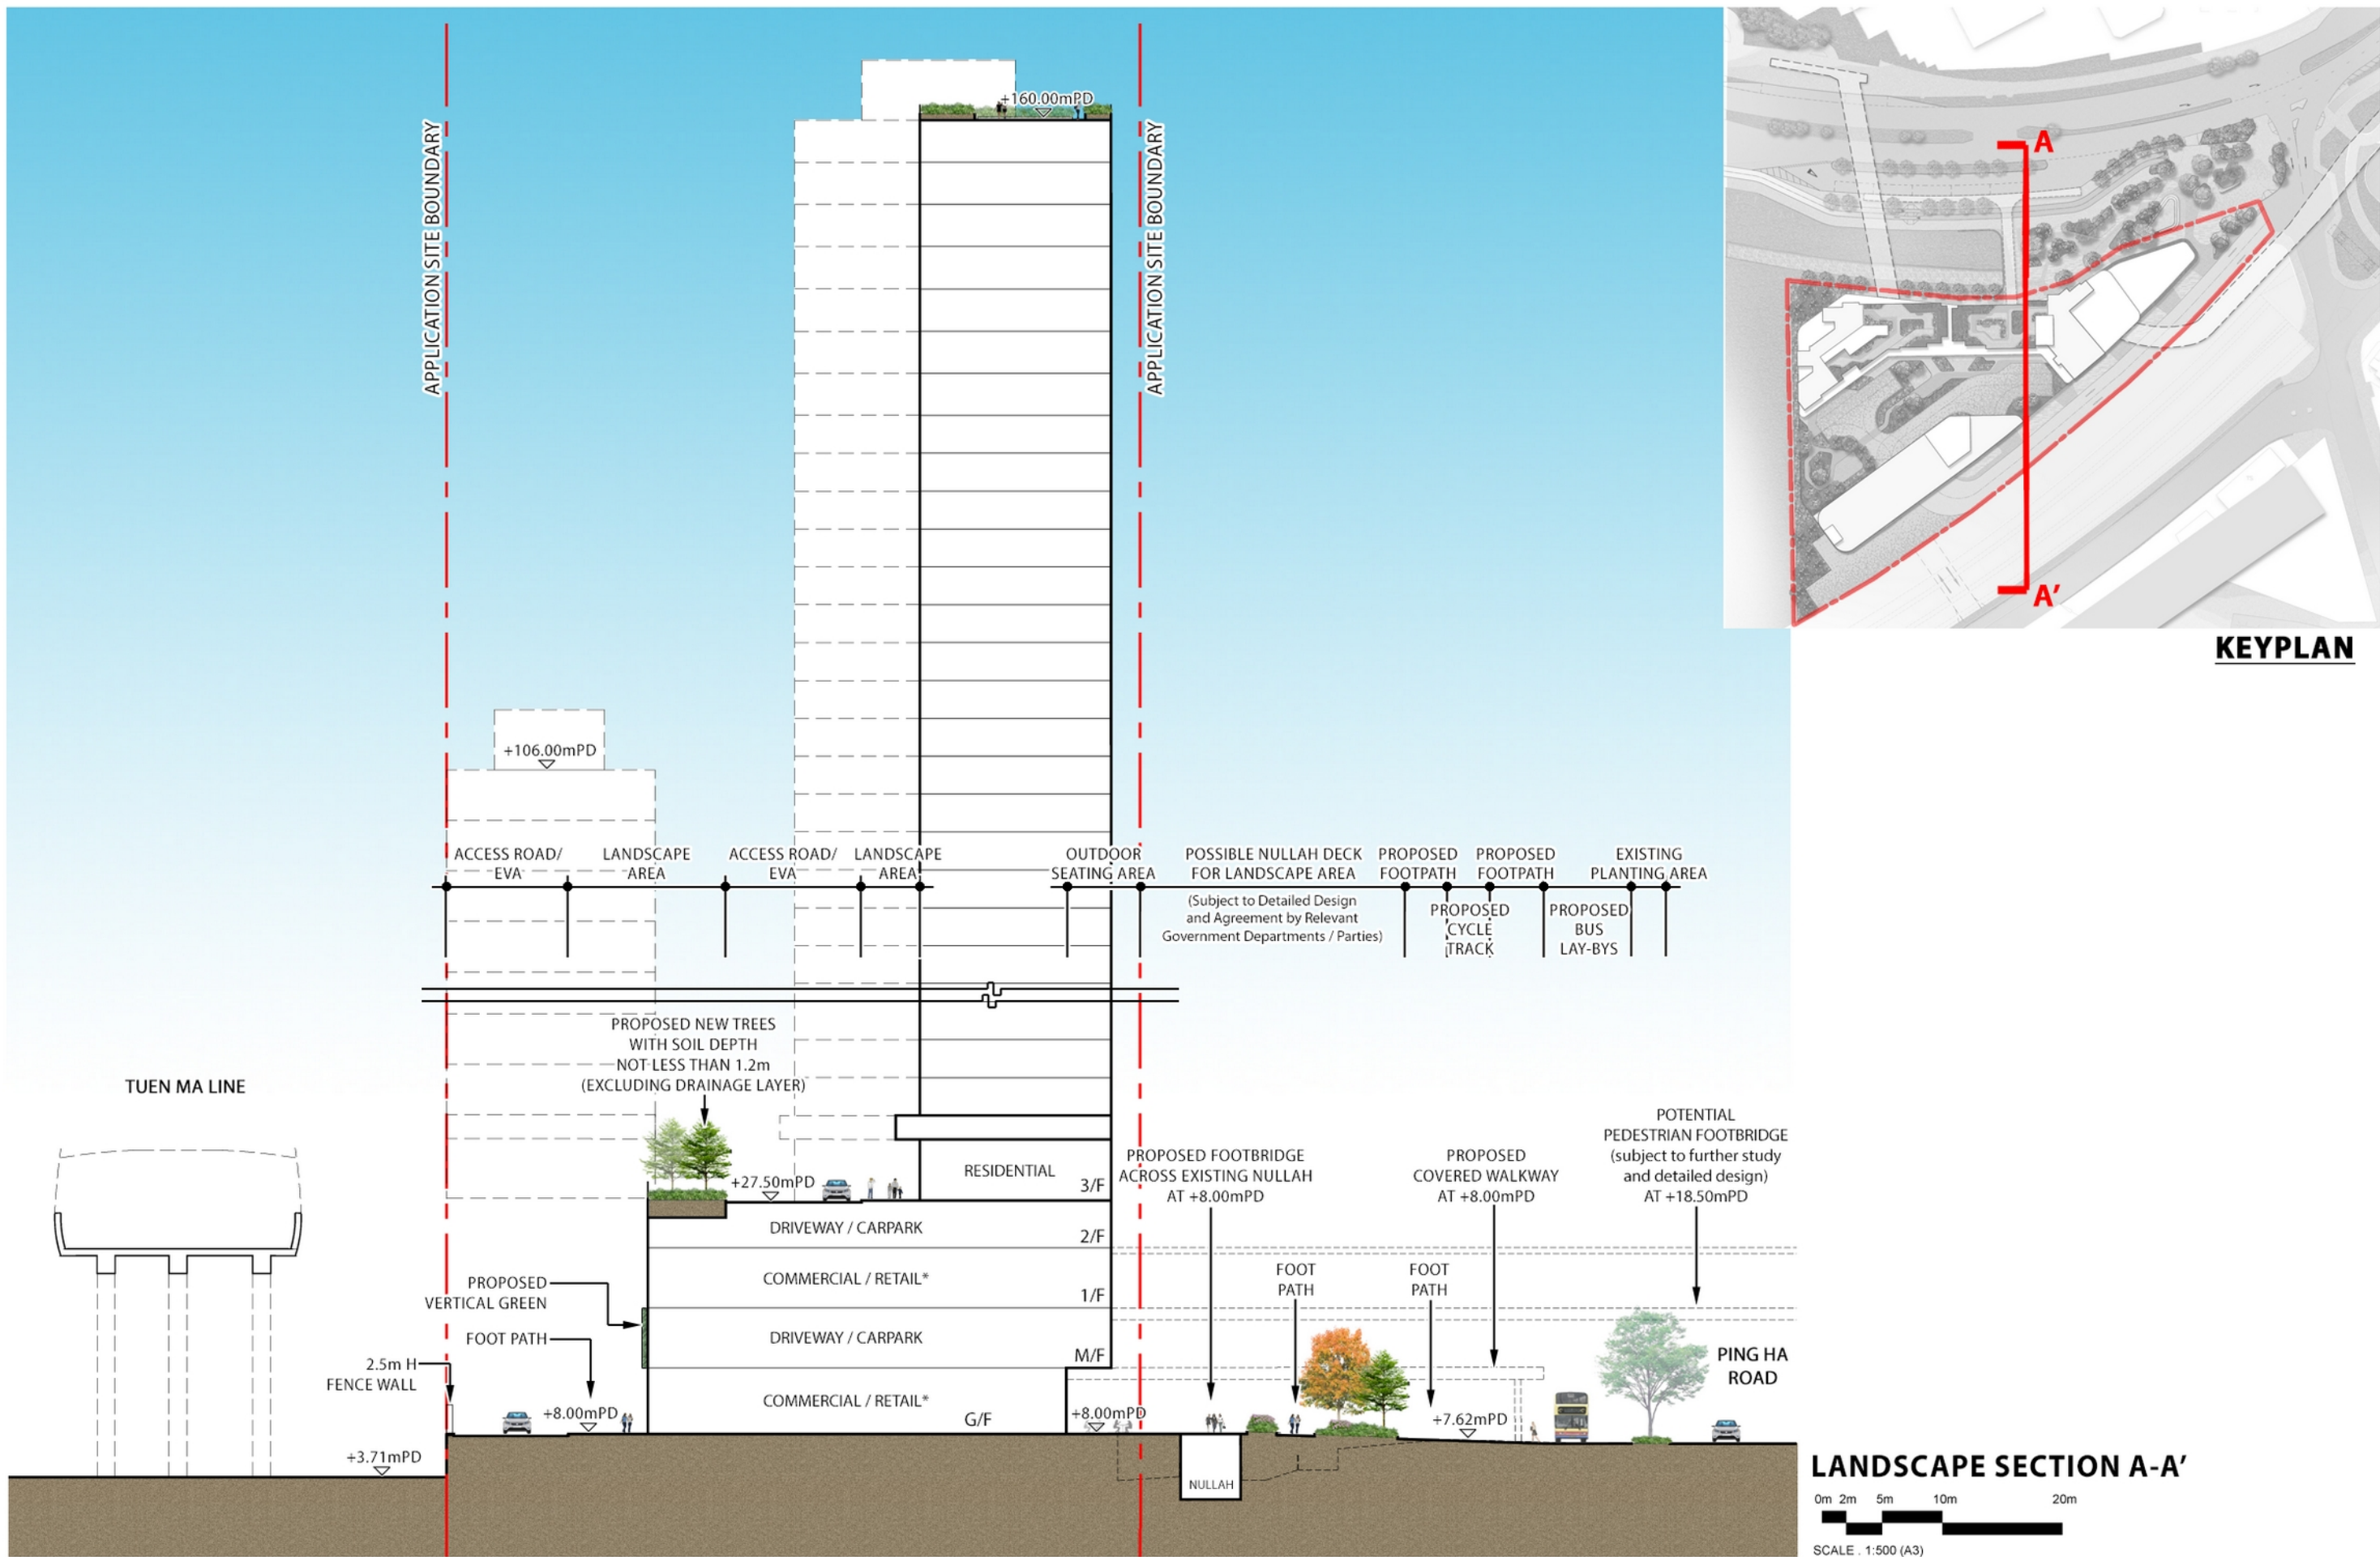 +160.00mPD
APPLICATION SITE BOUNDARY
APPLICATION SITE BOUNDARY
A
A'
KEYPLAN
+106.00mPD
ACCESS ROAD/
EVA
LANDSCAPE
AREA
ACCESS ROAD/
EVA
LANDSCAPE
AREA
OUTDOOR
SEATING AREA
POSSIBLE NULLAH DECK
FOR LANDSCAPE AREA
(Subject to Detailed Design
and Agreement by Relevant
Government Departments / Parties)
PROPOSED
FOOTPATH
PROPOSED
CYCLE
TRACK
PROPOSED
FOOTPATH
PROPOSED
BUS
LAY-BYS
EXISTING
PLANTING AREA
PROPOSED NEW TREES
WITH SOIL DEPTH
NOT LESS THAN 1.2m
(EXCLUDING DRAINAGE LAYER)
TUEN MA LINE
+27.50mPD
RESIDENTIAL
3/F
DRIVEWAY / CARPARK
2/F
COMMERCIAL / RETAIL*
1/F
DRIVEWAY / CARPARK
M/F
COMMERCIAL / RETAIL*
G/F
PROPOSED
VERTICAL GREEN
FOOT PATH
2.5m H
FENCE WALL
+8.00mPD
+3.71mPD
PROPOSED FOOTBRIDGE
ACROSS EXISTING NULLAH
AT +8.00mPD
PROPOSED
COVERED WALKWAY
AT +8.00mPD
POTENTIAL
PEDESTRIAN FOOTBRIDGE
(subject to further study
and detailed design)
AT +18.50mPD
FOOT
PATH
FOOT
PATH
PING HA
ROAD
+8.00mPD
+7.62mPD
NULLAH
LANDSCAPE SECTION A-A'
0m 2m 5m 10m 20m
SCALE . 1:500 (A3)